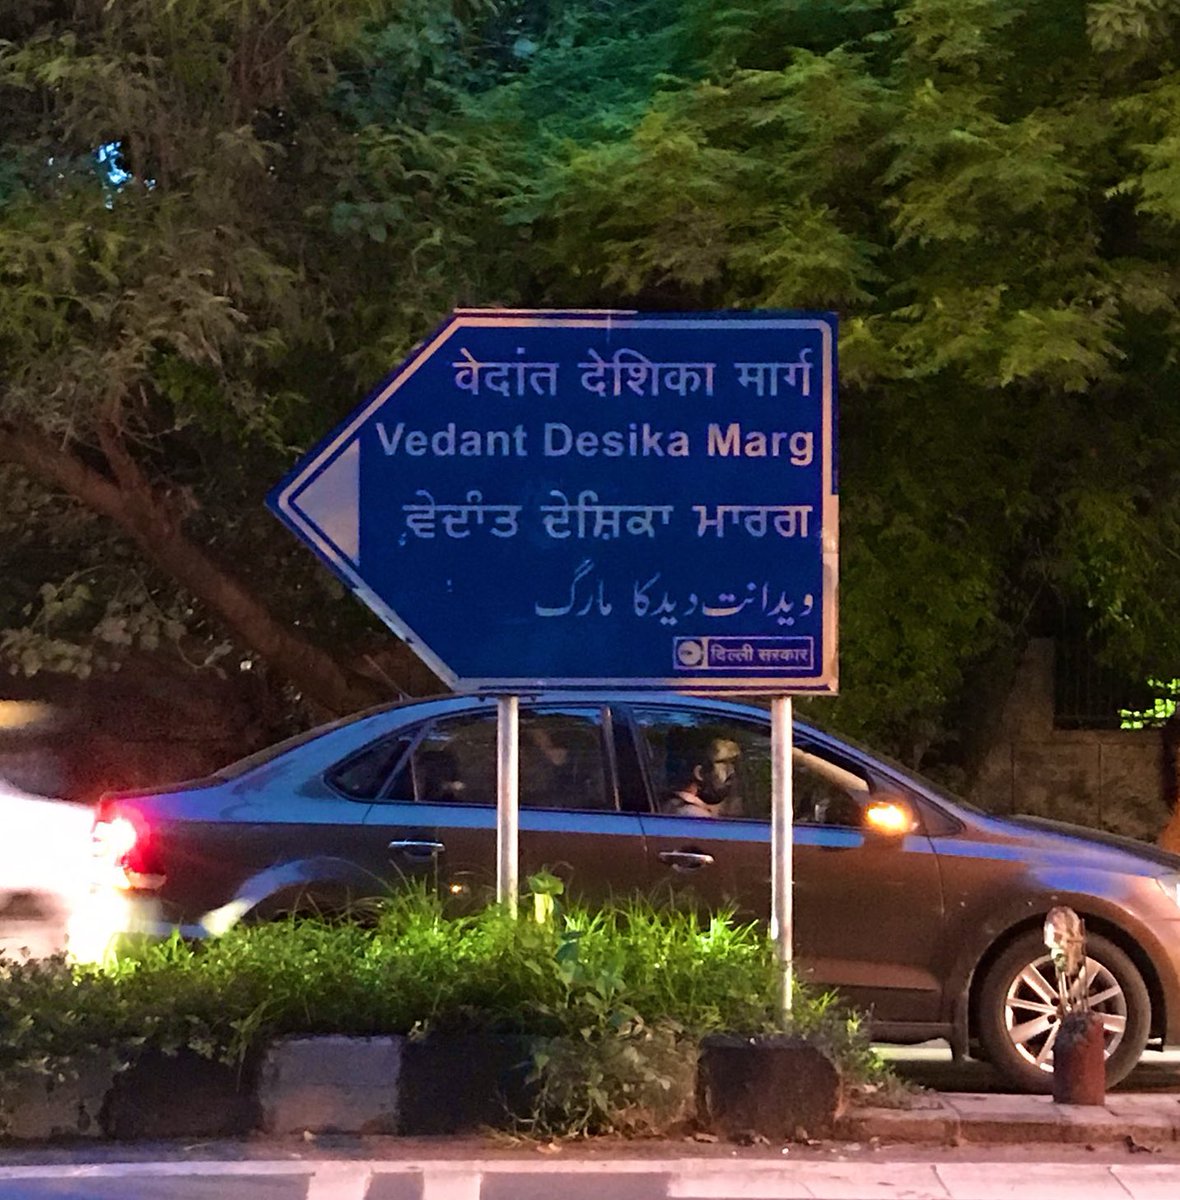 वेदांत देशिका मार्ग
Vedant Desika Marg
ਵੇਦਾਂਤ ਦੇਸ਼ਿਕਾ ਮਾਰਗ
ویدانت دیدکا مارگ
दिल्ली सरकार